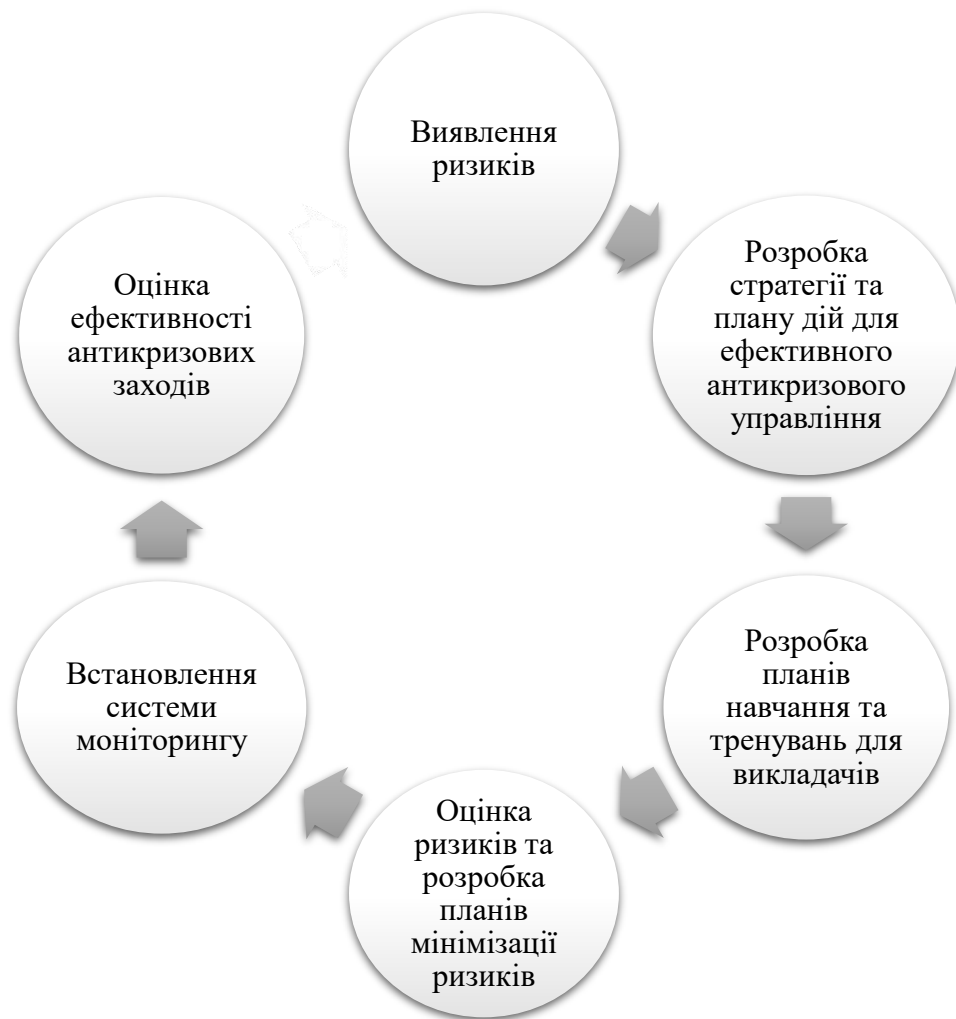 Виявлення
ризиків
Розробка
стратегії та
плану дій для
ефективного
антикризового
управління
Розробка
планів
навчання та
тренувань для
викладачів
Оцінка
ризиків та
розробка
планів
мінімізації
ризиків
Встановлення
системи
моніторингу
Оцінка
ефективності
антикризових
заходів